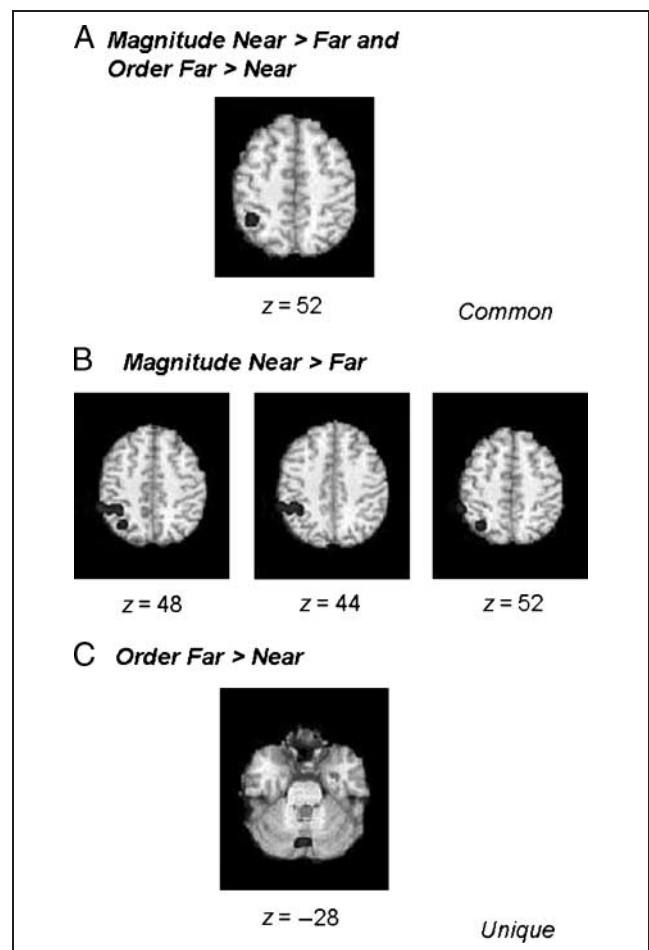 A Magnitude Near > Far and
Order Far > Near
z = 52
Common
B Magnitude Near > Far
z = 48 z = 44 z = 52
C Order Far > Near
z = –28
Unique